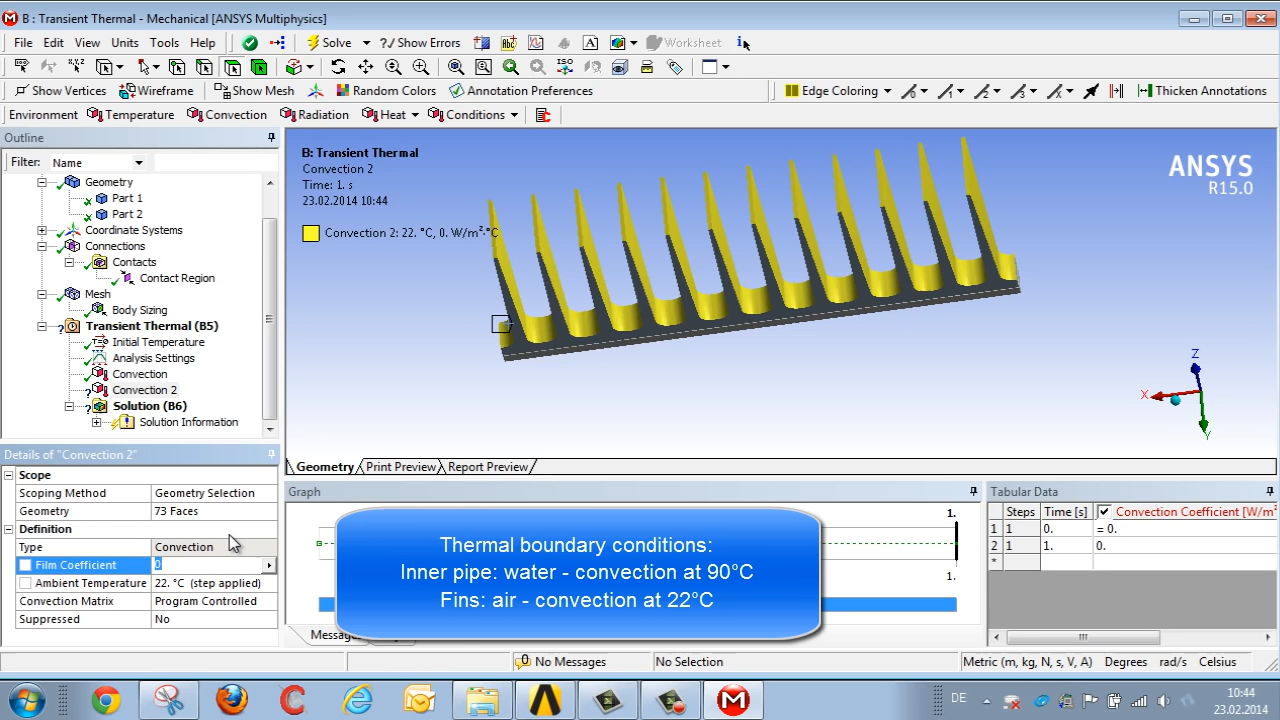 B : Transient Thermal - Mechanical [ANSYS Multiphysics]
File Edit View Units Tools Help Solve ?/ Show Errors Worksheet
Show Vertices Wireframe Show Mesh Random Colors Annotation Preferences Edge Coloring Thicken Annotations
Environment Temperature Convection Radiation Heat Conditions
Outline
Filter: Name
Geometry
Part 1
Part 2
Coordinate Systems
Connections
Contacts
Contact Region
Mesh
Body Sizing
Transient Thermal (B5)
Initial Temperature
Analysis Settings
Convection
Convection 2
Solution (B6)
Solution Information
B: Transient Thermal
Convection 2
Time: 1. s
23.02.2014 10:44
Convection 2: 22. °C, 0. W/m²·°C
ANSYS
R15.0
Z
X
Y
Geometry Print Preview Report Preview
Details of "Convection 2"
Scope
Scoping Method Geometry Selection
Geometry 73 Faces
Definition
Type Convection
Film Coefficient 0
Ambient Temperature 22. °C (step applied)
Convection Matrix Program Controlled
Suppressed No
Graph
1.
1.
Messages
Thermal boundary conditions:
Inner pipe: water - convection at 90°C
Fins: air - convection at 22°C
Tabular Data
Steps Time [s] Convection Coefficient [W/m²
1 1 0. = 0.
2 1 1. 0.
*
0 No Messages No Selection Metric (m, kg, N, s, V, A) Degrees rad/s Celsius
DE 10:44
23.02.2014